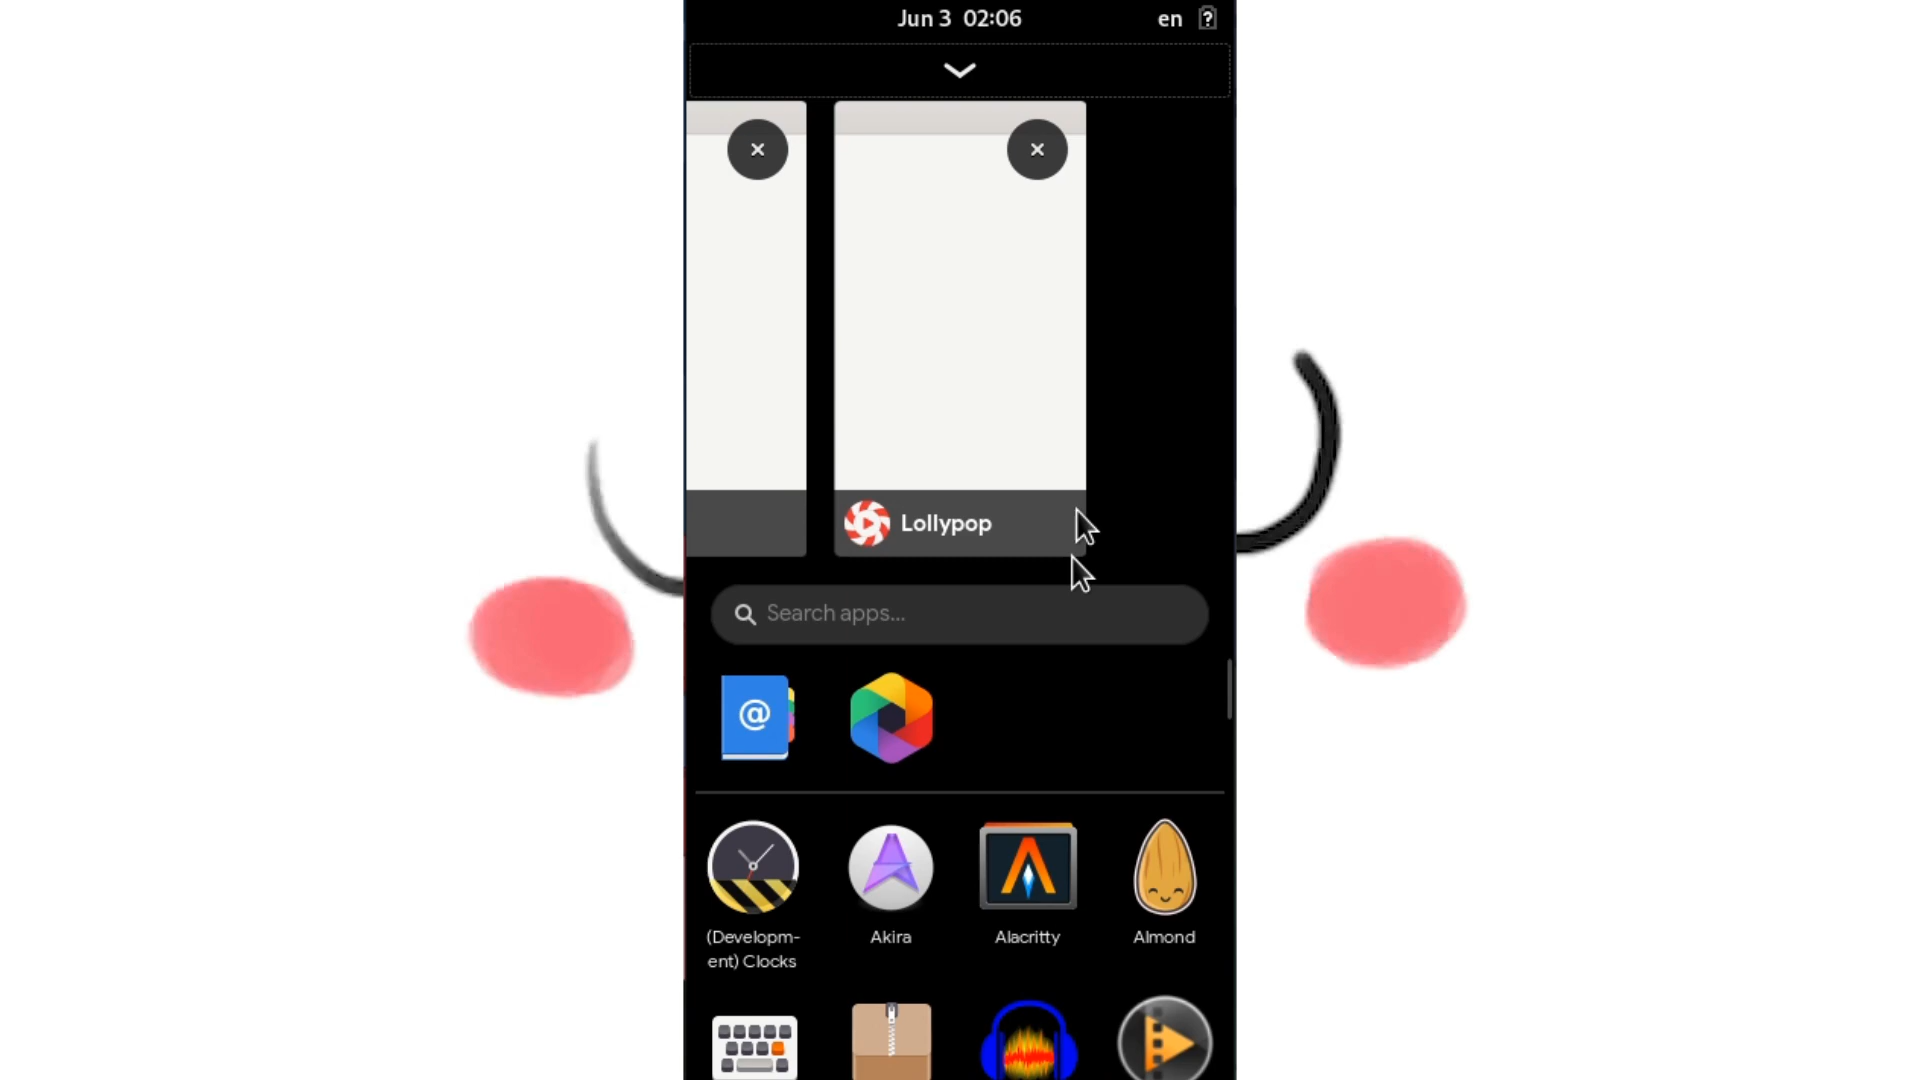 Jun 3 02:06
en
Lollypop
Search apps...
@
(Developm-
ent) Clocks
Akira
Alacritty
Almond